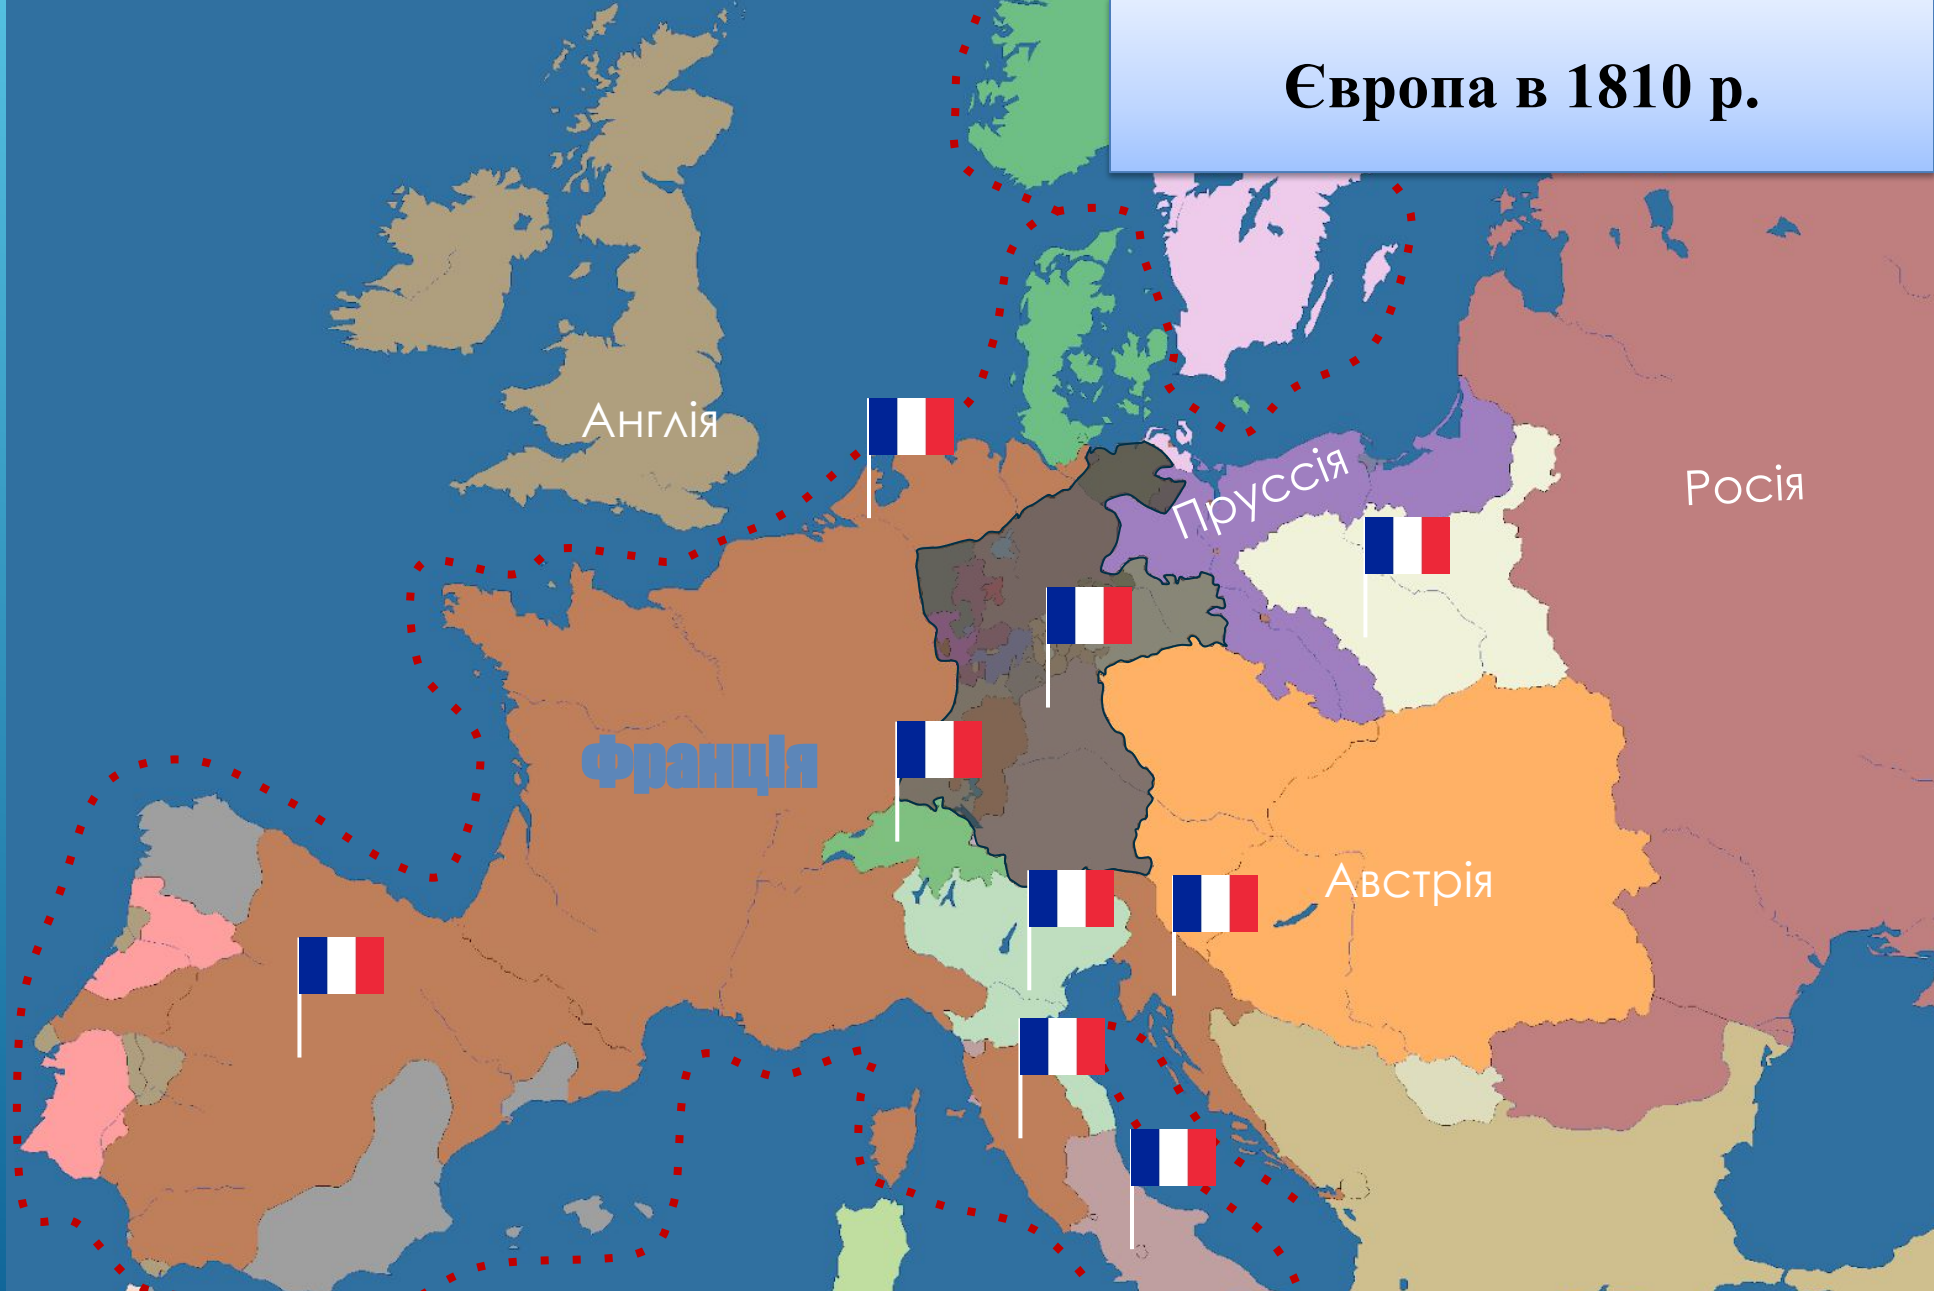 Європа в 1810 р.
Англія
Пруссія
Росія
Франція
Австрія